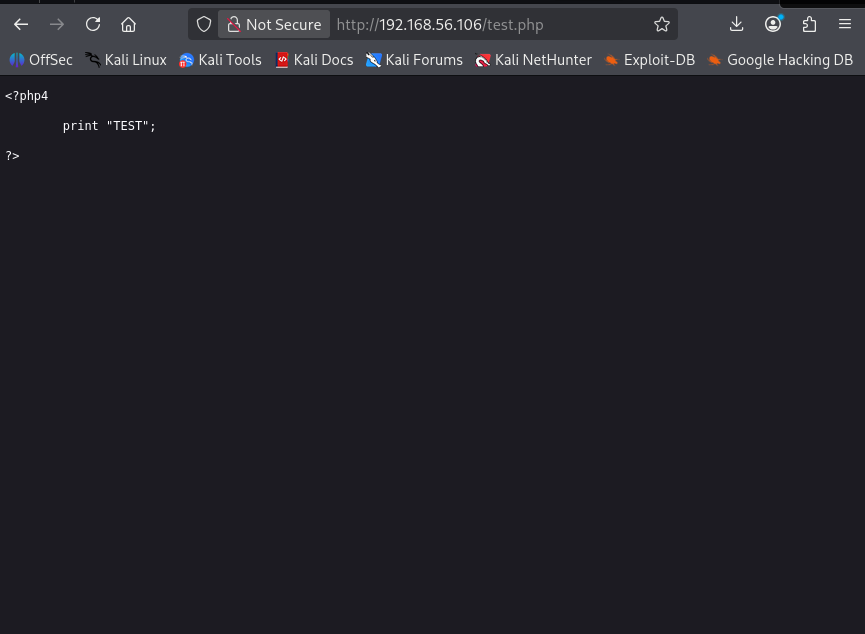 Not Secure http://192.168.56.106/test.php
OffSec Kali Linux Kali Tools Kali Docs Kali Forums Kali NetHunter Exploit-DB Google Hacking DB
<?php4
print "TEST";
?>